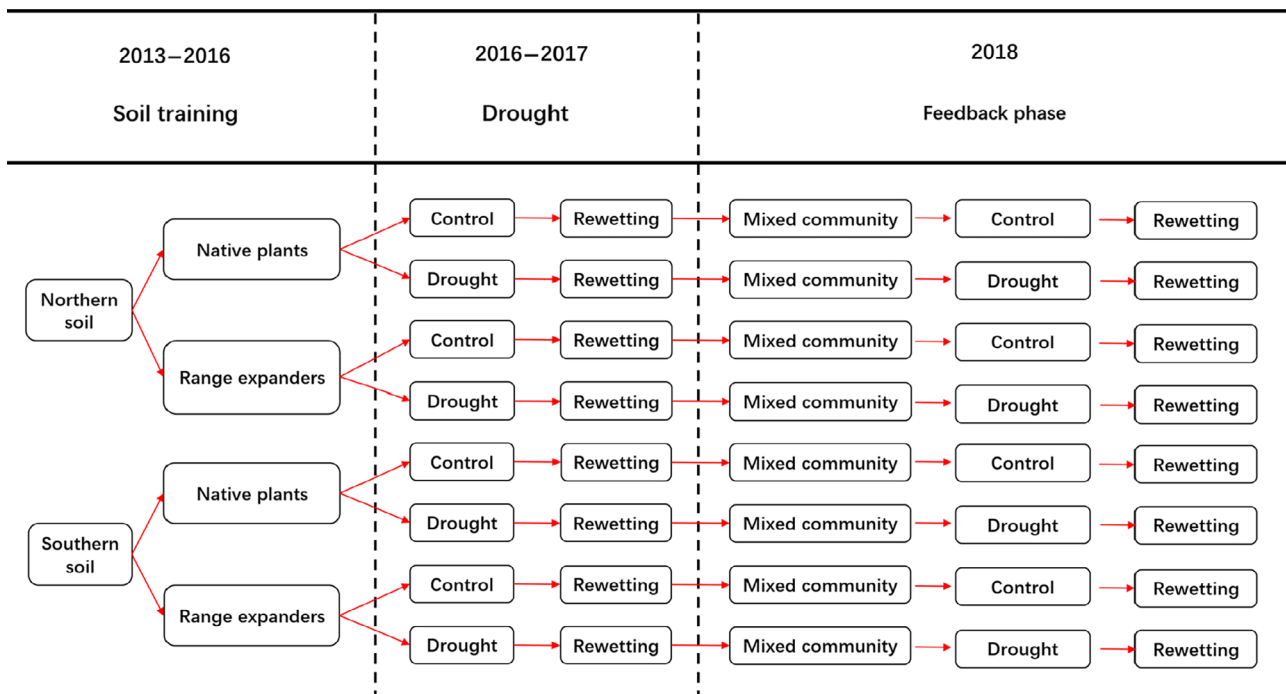 2013–2016
2016–2017
2018
Soil training
Drought
Feedback phase
Control
Rewetting
Mixed community
Control
Rewetting
Native plants
Drought
Rewetting
Mixed community
Drought
Rewetting
Northern
soil
Control
Rewetting
Mixed community
Control
Rewetting
Range expanders
Drought
Rewetting
Mixed community
Drought
Rewetting
Control
Rewetting
Mixed community
Control
Rewetting
Native plants
Drought
Rewetting
Mixed community
Drought
Rewetting
Southern
soil
Control
Rewetting
Mixed community
Control
Rewetting
Range expanders
Drought
Rewetting
Mixed community
Drought
Rewetting